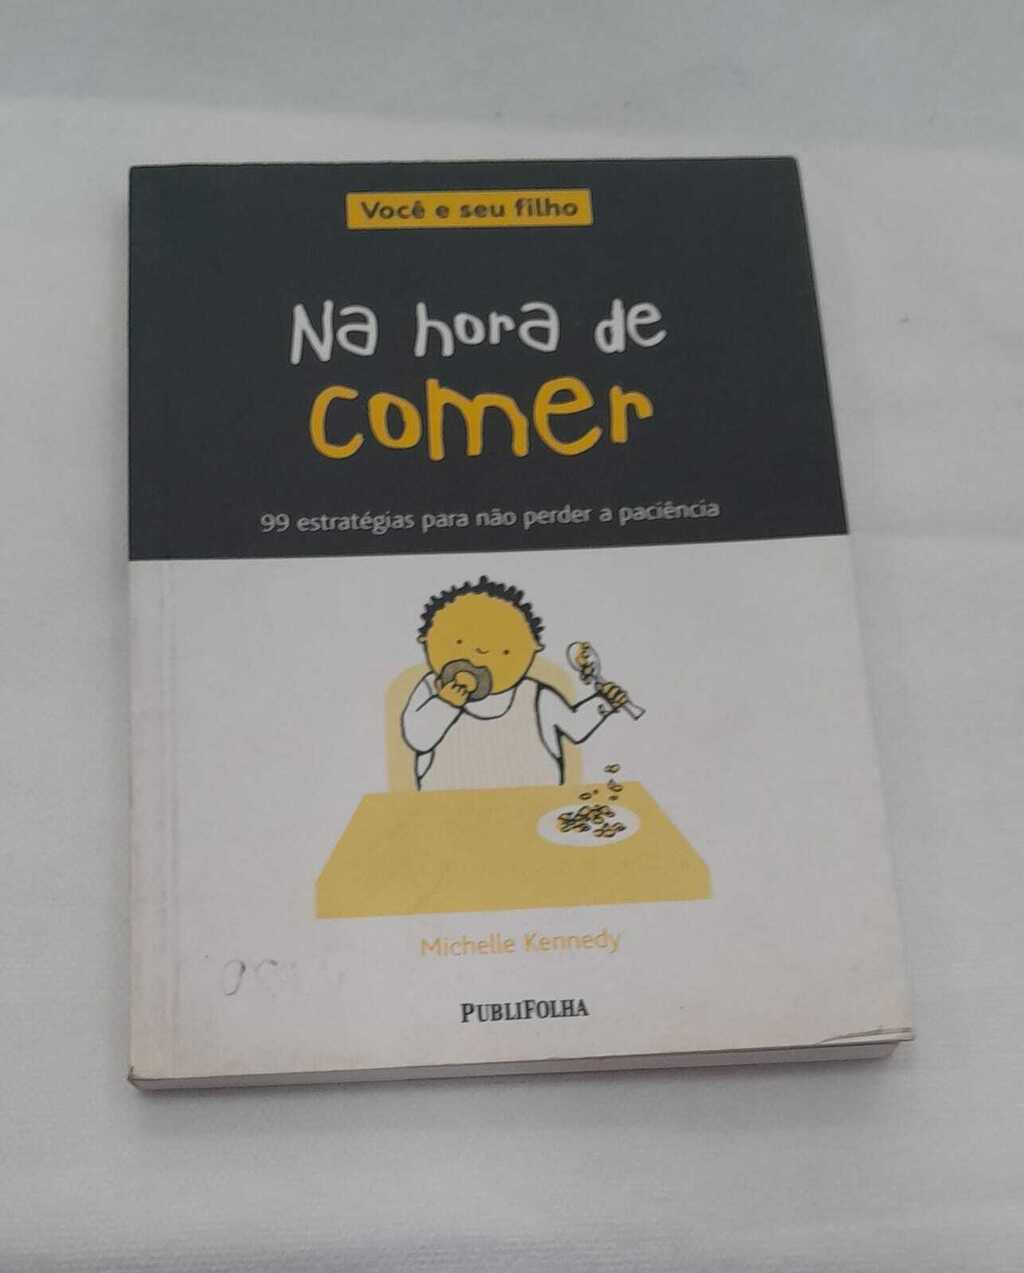 Você e seu filho
Na hora de
comer
99 estratégias para não perder a paciência
Michelle Kennedy
PUBLIFOLHA